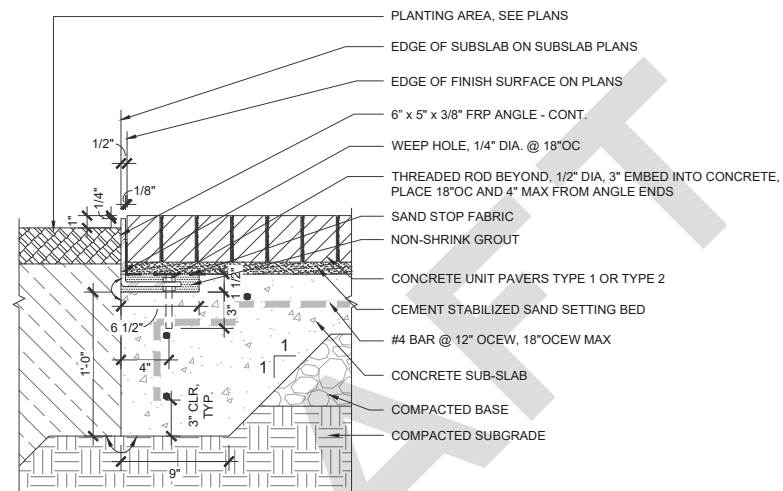 PLANTING AREA, SEE PLANS
EDGE OF SUBSLAB ON SUBSLAB PLANS
EDGE OF FINISH SURFACE ON PLANS
6" x 5" x 3/8" FRP ANGLE - CONT.
1/2"
WEEP HOLE, 1/4" DIA. @ 18"OC
THREADED ROD BEYOND, 1/2" DIA, 3" EMBED INTO CONCRETE,
PLACE 18"OC AND 4" MAX FROM ANGLE ENDS
1/8"
1/4"
1"
SAND STOP FABRIC
NON-SHRINK GROUT
CONCRETE UNIT PAVERS TYPE 1 OR TYPE 2
1 1/2"
CEMENT STABILIZED SAND SETTING BED
3"
6 1/2"
#4 BAR @ 12" OCEW, 18"OCEW MAX
1'-0"
4"
1
1
CONCRETE SUB-SLAB
3" CLR,
TYP.
COMPACTED BASE
COMPACTED SUBGRADE
9"
AFT